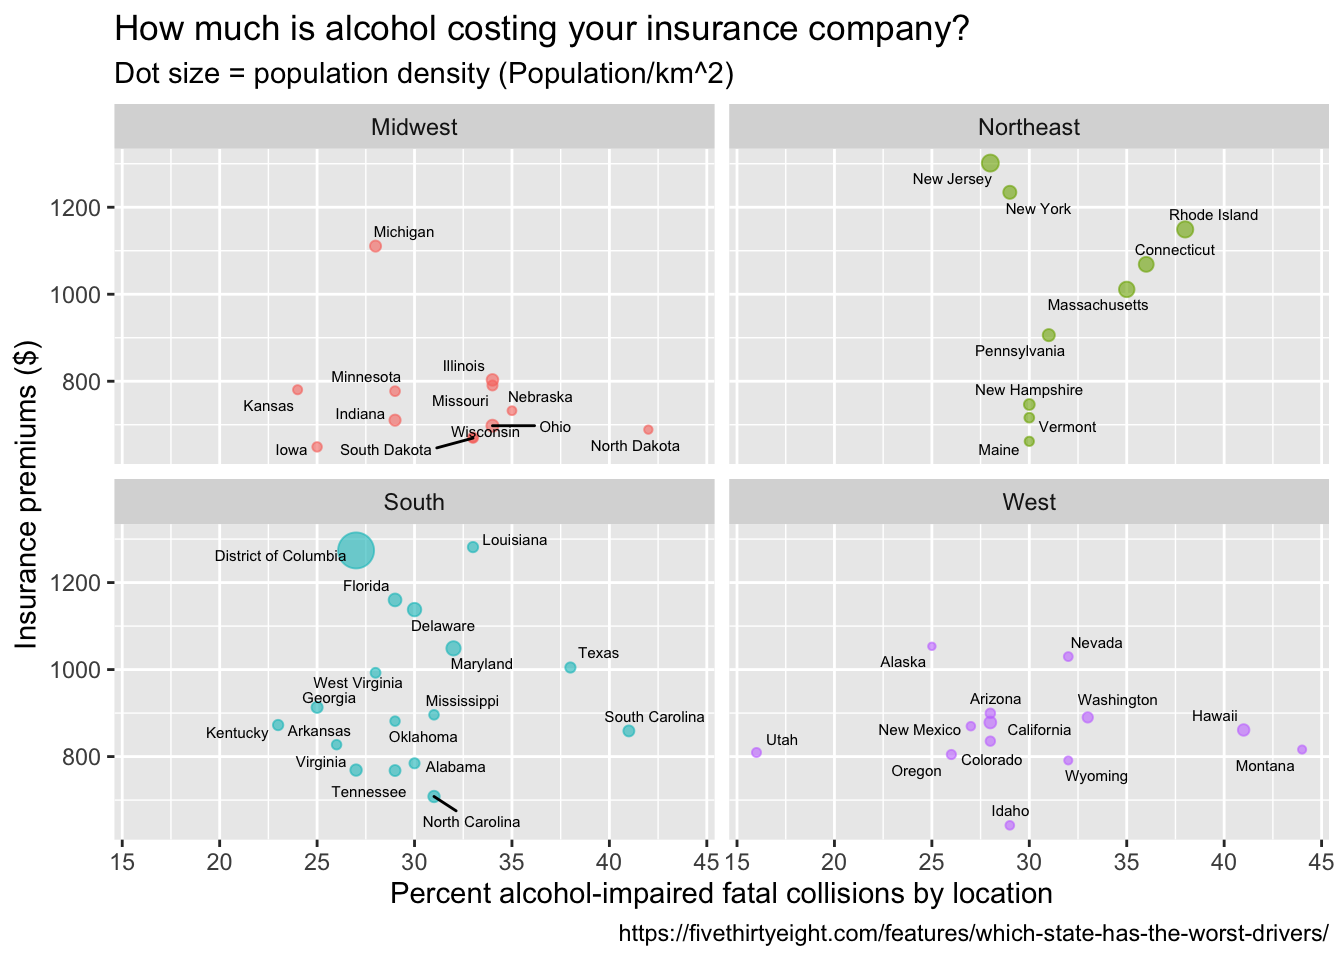 How much is alcohol costing your insurance company?
Dot size = population density (Population/km^2)
Midwest
Northeast
Insurance premiums ($)
1200
1000
800
Michigan
Illinois
Minnesota
Kansas
Missouri
Nebraska
Indiana
Wisconsin
Ohio
Iowa
South Dakota
North Dakota
New Jersey
New York
Rhode Island
Connecticut
Massachusetts
Pennsylvania
New Hampshire
Vermont
Maine
South
West
1200
1000
800
Louisiana
District of Columbia
Florida
Delaware
Texas
Maryland
West Virginia
Georgia
Mississippi
South Carolina
Kentucky
Arkansas
Oklahoma
Virginia
Alabama
Tennessee
North Carolina
Nevada
Alaska
Arizona
Washington
Hawaii
New Mexico
California
Utah
Colorado
Oregon
Montana
Wyoming
Idaho
15 20 25 30 35 40 45 15 20 25 30 35 40 45
Percent alcohol-impaired fatal collisions by location
https://fivethirtyeight.com/features/which-state-has-the-worst-drivers/